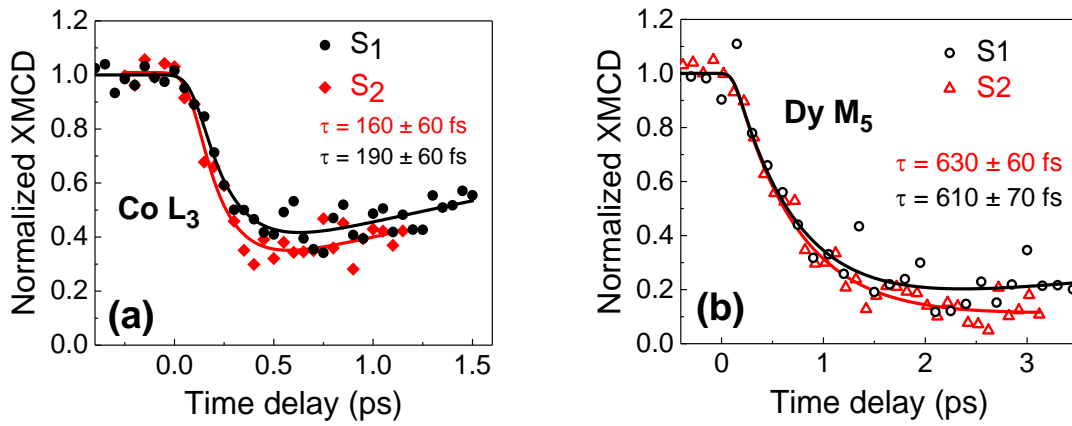 1.2
1.0
0.8
0.6
0.4
0.2
0.0
Normalized XMCD
S1
S2
τ = 160 ± 60 fs
τ = 190 ± 60 fs
Co L3
(a)
0.0 0.5 1.0 1.5
Time delay (ps)
1.2
1.0
0.8
0.6
0.4
0.2
0.0
Normalized XMCD
S1
S2
Dy M5
τ = 630 ± 60 fs
τ = 610 ± 70 fs
(b)
0 1 2 3
Time delay (ps)